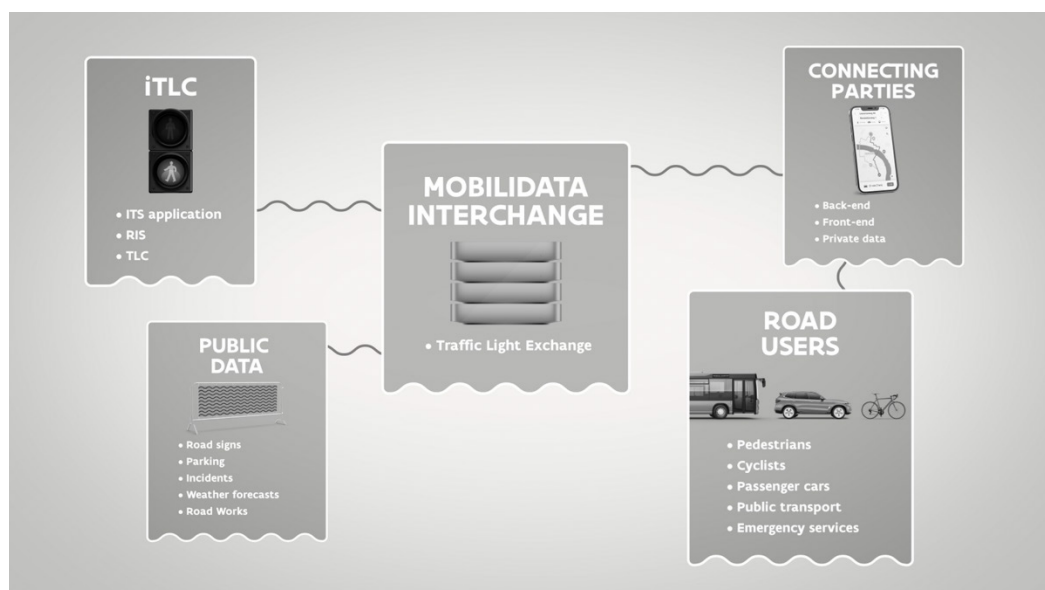 iTLC
• ITS application
• RIS
• TLC
PUBLIC
DATA
• Road signs
• Parking
• Incidents
• Weather forecasts
• Road Works
MOBILIDATA
INTERCHANGE
• Traffic Light Exchange
CONNECTING
PARTIES
• Back-end
• Front-end
• Private data
ROAD
USERS
• Pedestrians
• Cyclists
• Passenger cars
• Public transport
• Emergency services